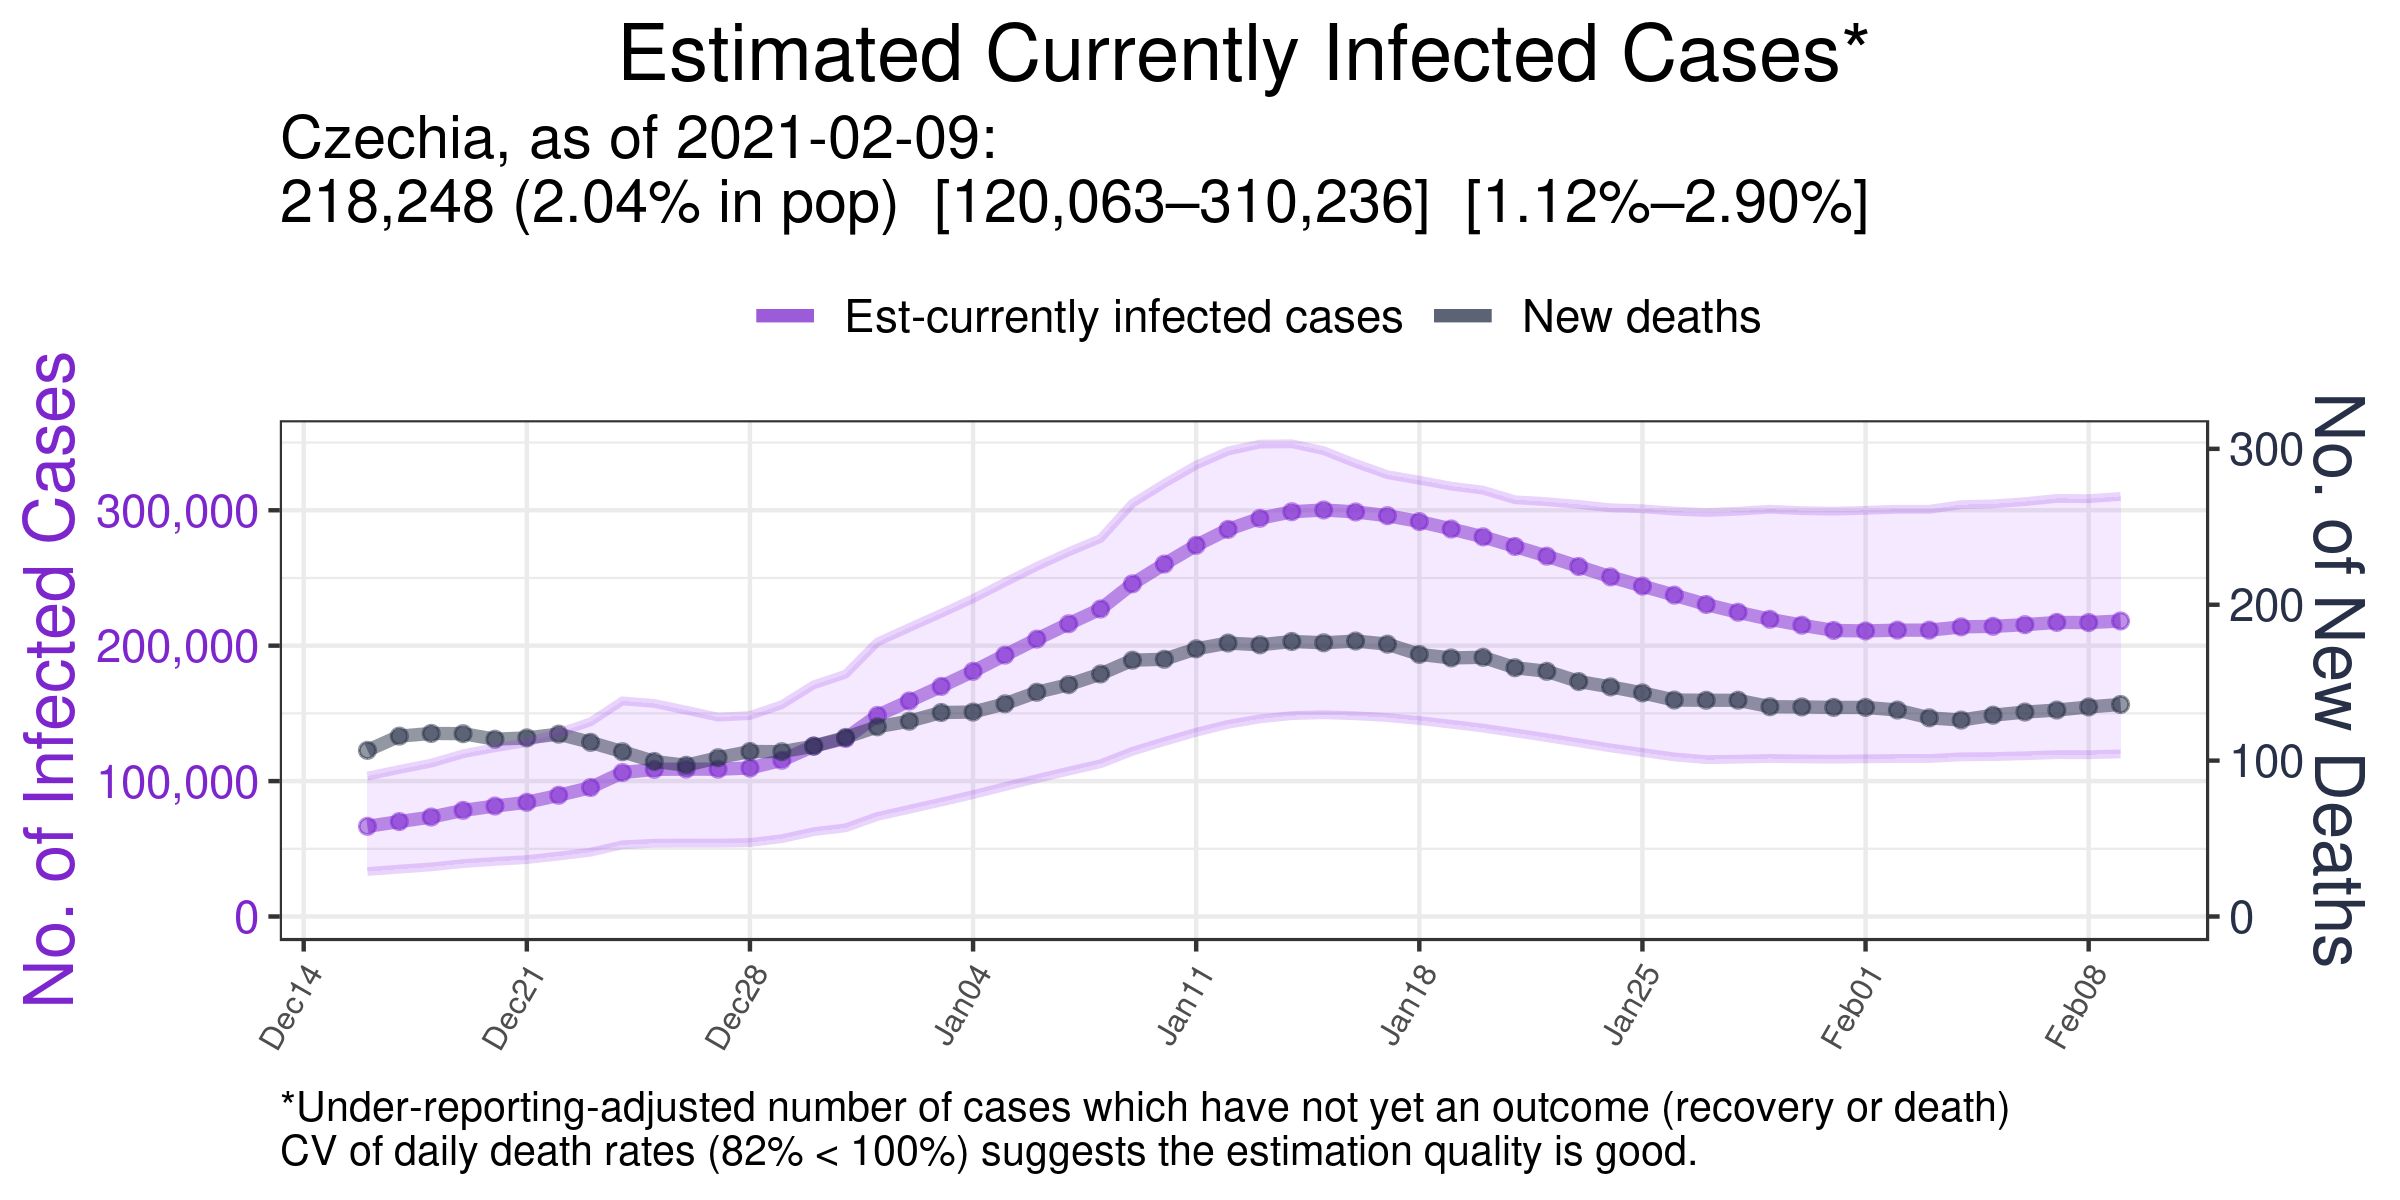 Estimated Currently Infected Cases*
Czechia, as of 2021-02-09:
218,248 (2.04% in pop)  [120,063–310,236]  [1.12%–2.90%]
Est-currently infected cases
New deaths
No. of Infected Cases
300,000
200,000
100,000
0
300
200
100
0
No. of New Deaths
Dec14
Dec21
Dec28
Jan04
Jan11
Jan18
Jan25
Feb01
Feb08
*Under-reporting-adjusted number of cases which have not yet an outcome (recovery or death)
CV of daily death rates (82% < 100%) suggests the estimation quality is good.